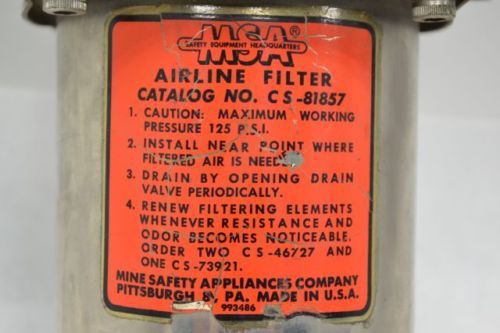 MSA®
SAFETY EQUIPMENT HEADQUARTERS
AIRLINE FILTER
CATALOG NO. CS-81857
1. CAUTION: MAXIMUM WORKING
PRESSURE 125 P.S.I.
2. INSTALL NEAR POINT WHERE
FILTERED AIR IS NEEDED.
3. DRAIN BY OPENING DRAIN
VALVE PERIODICALLY.
4. RENEW FILTERING ELEMENTS
WHENEVER RESISTANCE AND
ODOR BECOMES NOTICEABLE.
ORDER TWO CS-46727 AND
ONE CS-73921.
MINE SAFETY APPLIANCES COMPANY
PITTSBURGH 8, PA. MADE IN U.S.A.
993486